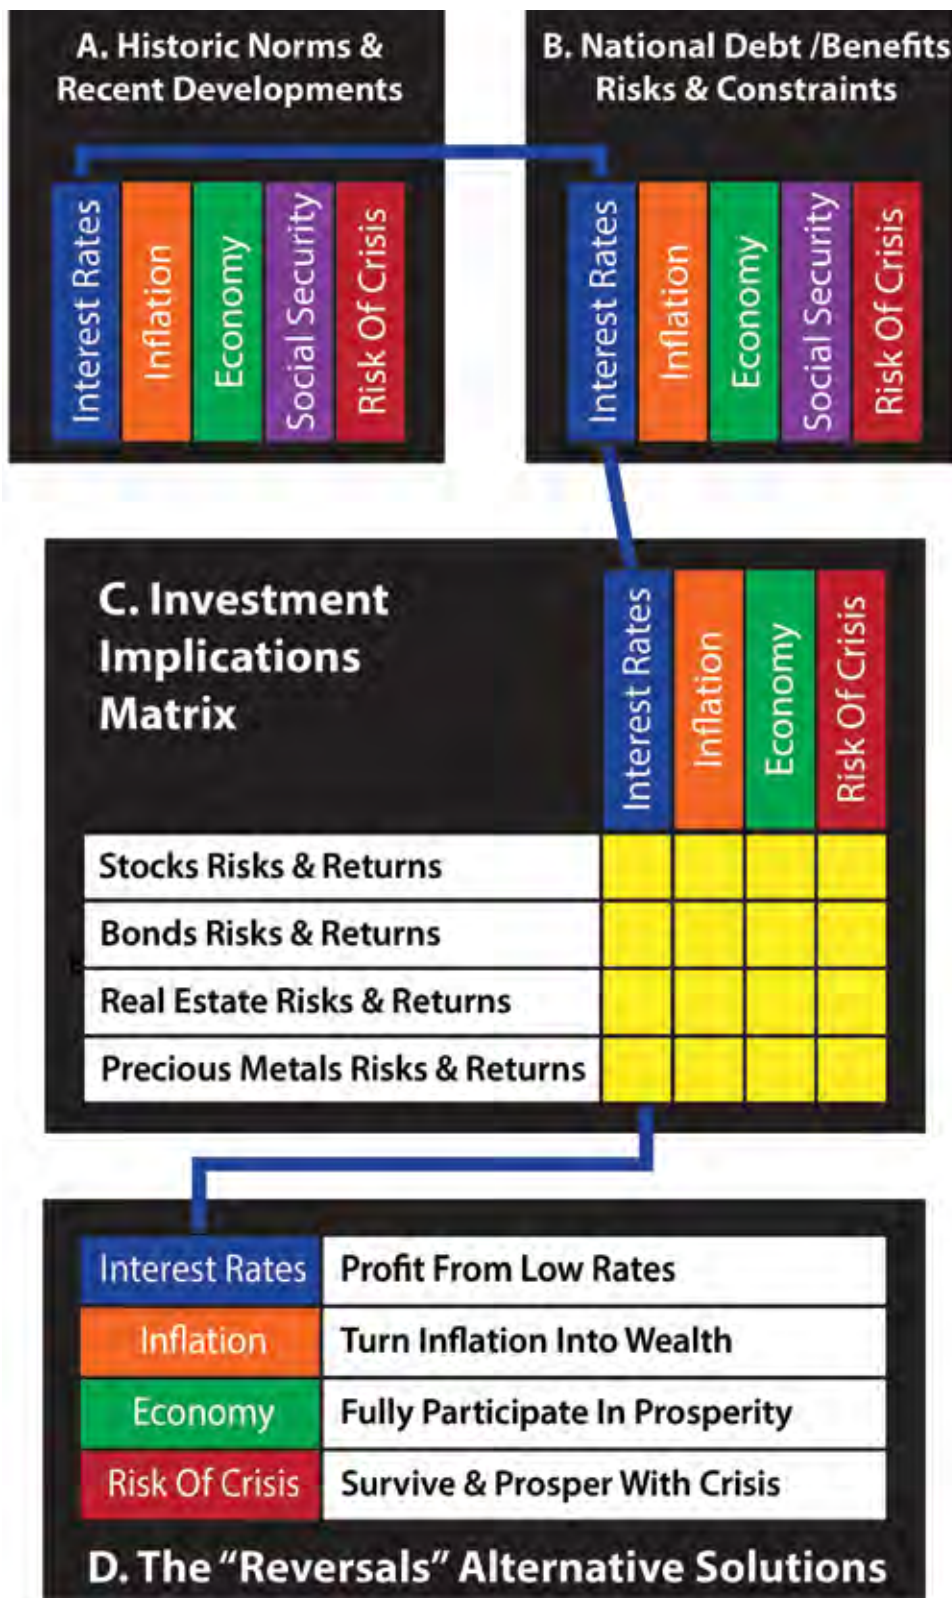 A. Historic Norms &
Recent Developments
Interest Rates
Inflation
Economy
Social Security
Risk Of Crisis
B. National Debt /Benefits
Risks & Constraints
Interest Rates
Inflation
Economy
Social Security
Risk Of Crisis
C. Investment
Implications
Matrix
Interest Rates
Inflation
Economy
Risk Of Crisis
Stocks Risks & Returns
Bonds Risks & Returns
Real Estate Risks & Returns
Precious Metals Risks & Returns
Interest Rates Profit From Low Rates
Inflation Turn Inflation Into Wealth
Economy Fully Participate In Prosperity
Risk Of Crisis Survive & Prosper With Crisis
D. The “Reversals” Alternative Solutions